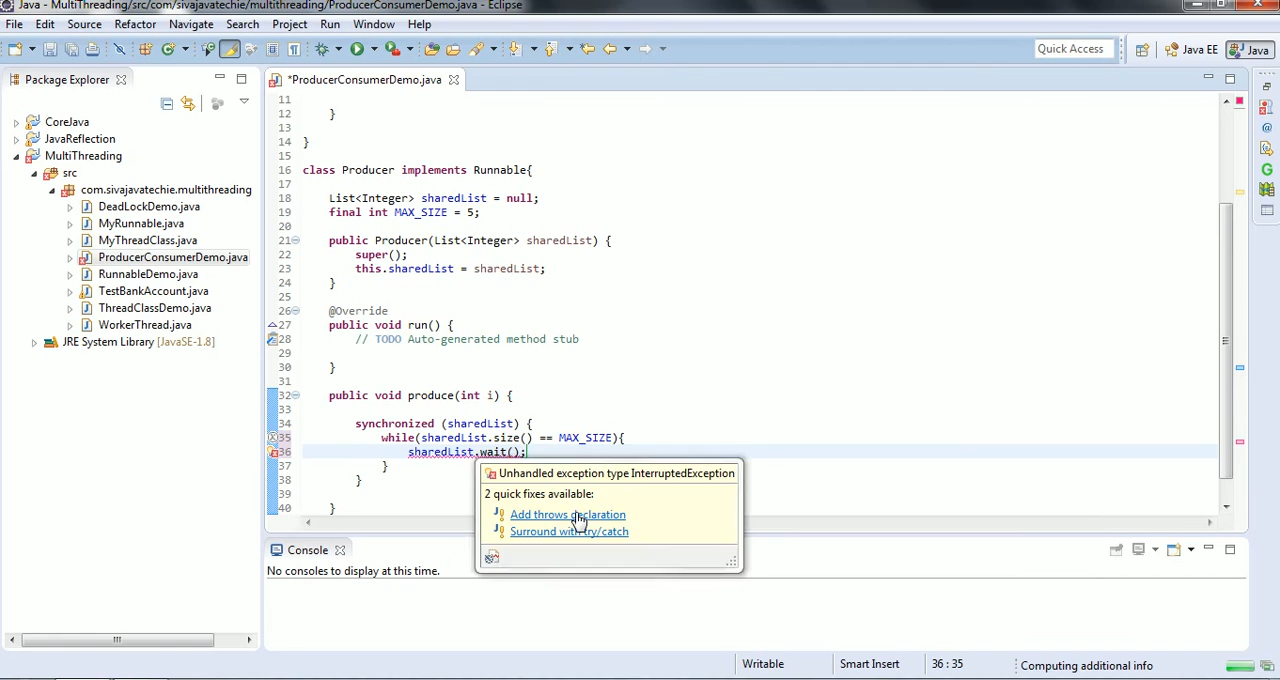 Java - MultiThreading/src/com/sivajavatechie/multithreading/ProducerConsumerDemo.java - Eclipse
File Edit Source Refactor Navigate Search Project Run Window Help
Quick Access Java EE Java
Package Explorer
CoreJava
JavaReflection
MultiThreading
src
com.sivajavatechie.multithreading
DeadLockDemo.java
MyRunnable.java
MyThreadClass.java
ProducerConsumerDemo.java
RunnableDemo.java
TestBankAccount.java
ThreadClassDemo.java
WorkerThread.java
JRE System Library [JavaSE-1.8]
*ProducerConsumerDemo.java
11
12 }
13
14 }
15
16 class Producer implements Runnable{
17
18 List<Integer> sharedList = null;
19 final int MAX_SIZE = 5;
20
21 public Producer(List<Integer> sharedList) {
22 super();
23 this.sharedList = sharedList;
24 }
25
26 @Override
27 public void run() {
28 // TODO Auto-generated method stub
29
30 }
31
32 public void produce(int i) {
33
34 synchronized (sharedList) {
35 while(sharedList.size() == MAX_SIZE){
36 sharedList.wait();
37 }
38 }
39
40 }
Unhandled exception type InterruptedException
2 quick fixes available:
Add throws declaration
Surround with try/catch
Console
No consoles to display at this time.
Writable Smart Insert 36 : 35 Computing additional info